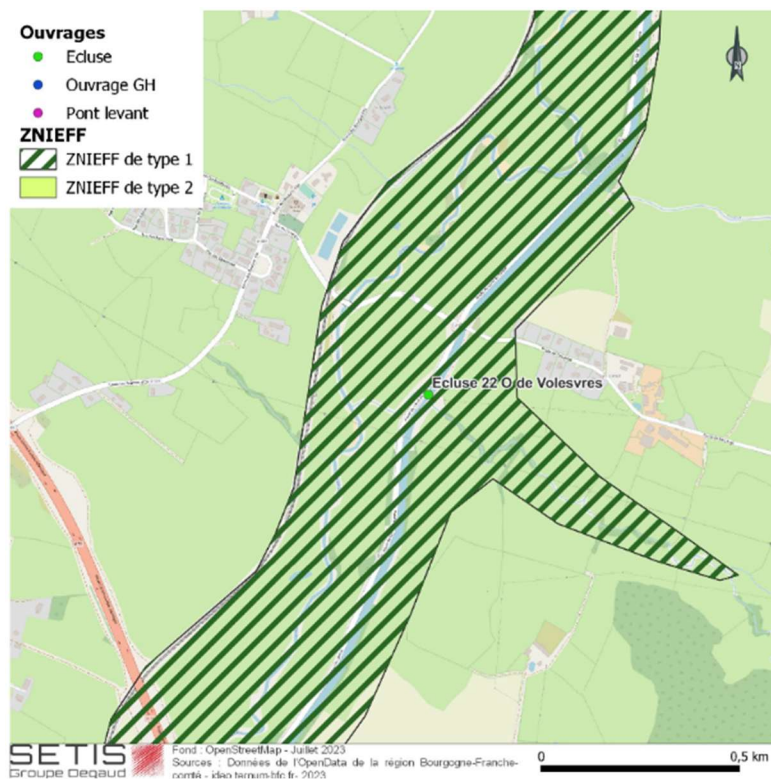 Ouvrages
Ecluse
Ouvrage GH
Pont levant
ZNIEFF
ZNIEFF de type 1
ZNIEFF de type 2
N
Ecluse 22 O de Volesvres
SETIS
Groupe Degaud
Fond : OpenStreetMap - Juillet 2023
Sources : Données de l'OpenData de la région Bourgogne-Franche-
comté - ideo.ternum-bfc.fr- 2023
0 0,5 km